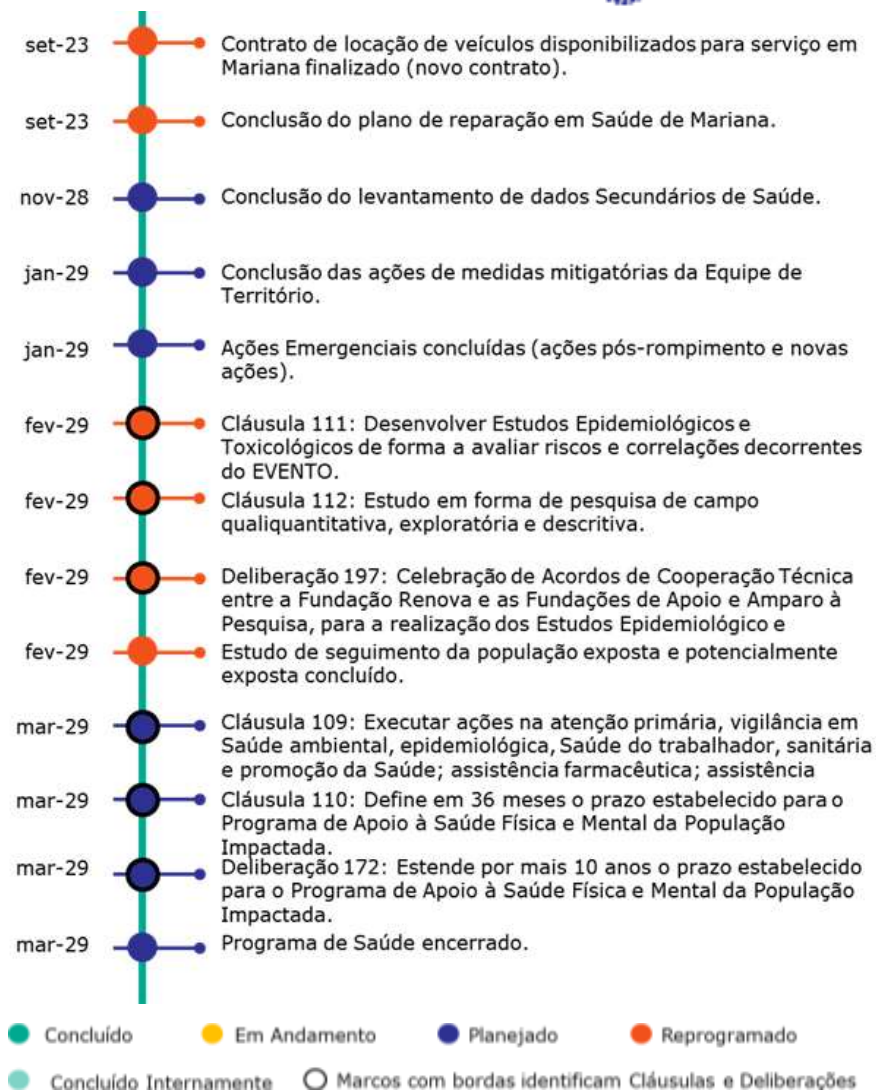 set-23
Contrato de locação de veículos disponibilizados para serviço em
Mariana finalizado (novo contrato).
set-23
Conclusão do plano de reparação em Saúde de Mariana.
nov-28
Conclusão do levantamento de dados Secundários de Saúde.
jan-29
Conclusão das ações de medidas mitigatórias da Equipe de
Território.
jan-29
Ações Emergenciais concluídas (ações pós-rompimento e novas
ações).
fev-29
Cláusula 111: Desenvolver Estudos Epidemiológicos e
Toxicológicos de forma a avaliar riscos e correlações decorrentes
do EVENTO.
fev-29
Cláusula 112: Estudo em forma de pesquisa de campo
qualiquantitativa, exploratória e descritiva.
fev-29
Deliberação 197: Celebração de Acordos de Cooperação Técnica
entre a Fundação Renova e as Fundações de Apoio e Amparo à
Pesquisa, para a realização dos Estudos Epidemiológico e
fev-29
Estudo de seguimento da população exposta e potencialmente
exposta concluído.
mar-29
Cláusula 109: Executar ações na atenção primária, vigilância em
Saúde ambiental, epidemiológica, Saúde do trabalhador, sanitária
e promoção da Saúde; assistência farmacêutica; assistência
mar-29
Cláusula 110: Define em 36 meses o prazo estabelecido para o
Programa de Apoio à Saúde Física e Mental da População
Impactada.
mar-29
Deliberação 172: Estende por mais 10 anos o prazo estabelecido
para o Programa de Apoio à Saúde Física e Mental da População
Impactada.
mar-29
Programa de Saúde encerrado.
Concluído
Em Andamento
Planejado
Reprogramado
Concluído Internamente
Marcos com bordas identificam Cláusulas e Deliberações